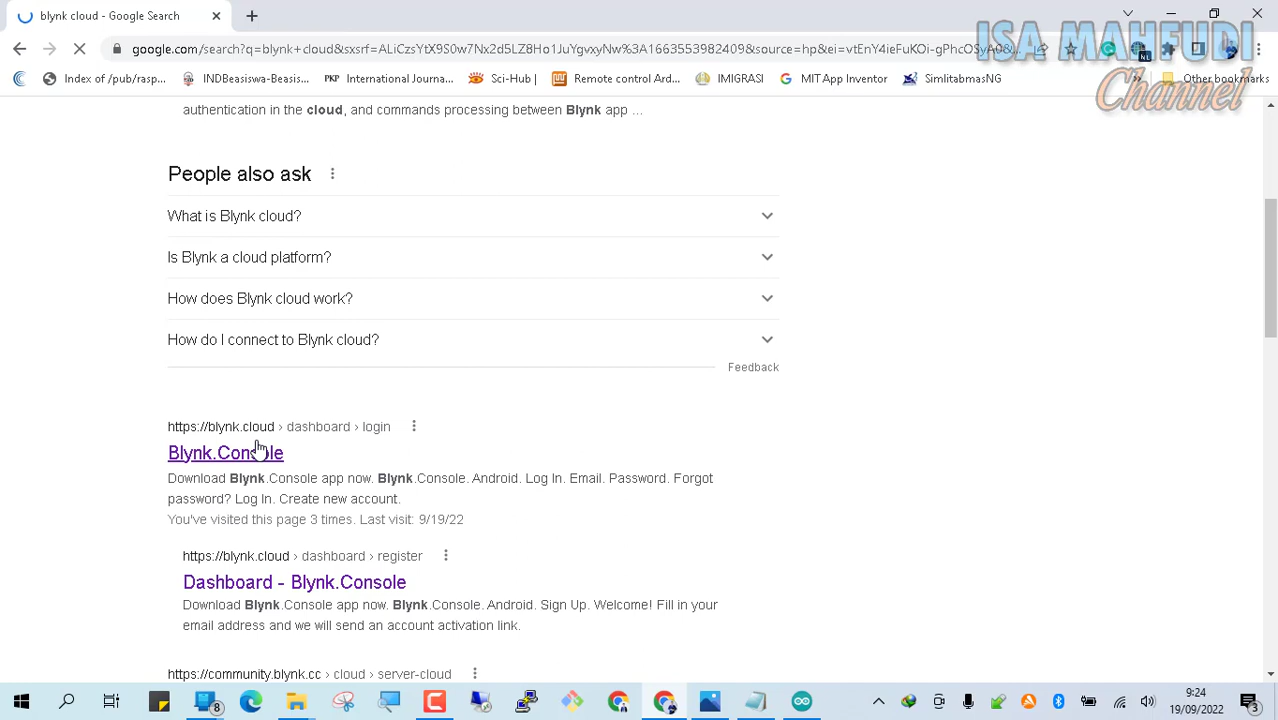 blynk cloud - Google Search
ISA MAHFUDI
Channel
google.com/search?q=blynk+cloud&sxsrf=ALiCzsYtX9S0w7Nx2d5LZ8Ho1JuYgvxyNw%3A1663553982409&source=hp&ei=vtEnY4ieFuKOi-gPhcOSyA0&...
Index of /pub/rasp... INDBeasiswa-Beasis... PKP International Journ... Sci-Hub | Remote control Ard... IMIGRASI MIT App Inventor SimlitabmasNG » Other bookmarks
authentication in the cloud, and commands processing between Blynk app ...
People also ask
What is Blynk cloud?
Is Blynk a cloud platform?
How does Blynk cloud work?
How do I connect to Blynk cloud?
Feedback
https://blynk.cloud › dashboard › login
Blynk.Console
Download Blynk.Console app now. Blynk.Console. Android. Log In. Email. Password. Forgot
password? Log In. Create new account.
You've visited this page 3 times. Last visit: 9/19/22
https://blynk.cloud › dashboard › register
Dashboard - Blynk.Console
Download Blynk.Console app now. Blynk.Console. Android. Sign Up. Welcome! Fill in your
email address and we will send an account activation link.
https://community.blynk.cc › cloud › server-cloud
8
9:24
19/09/2022
3